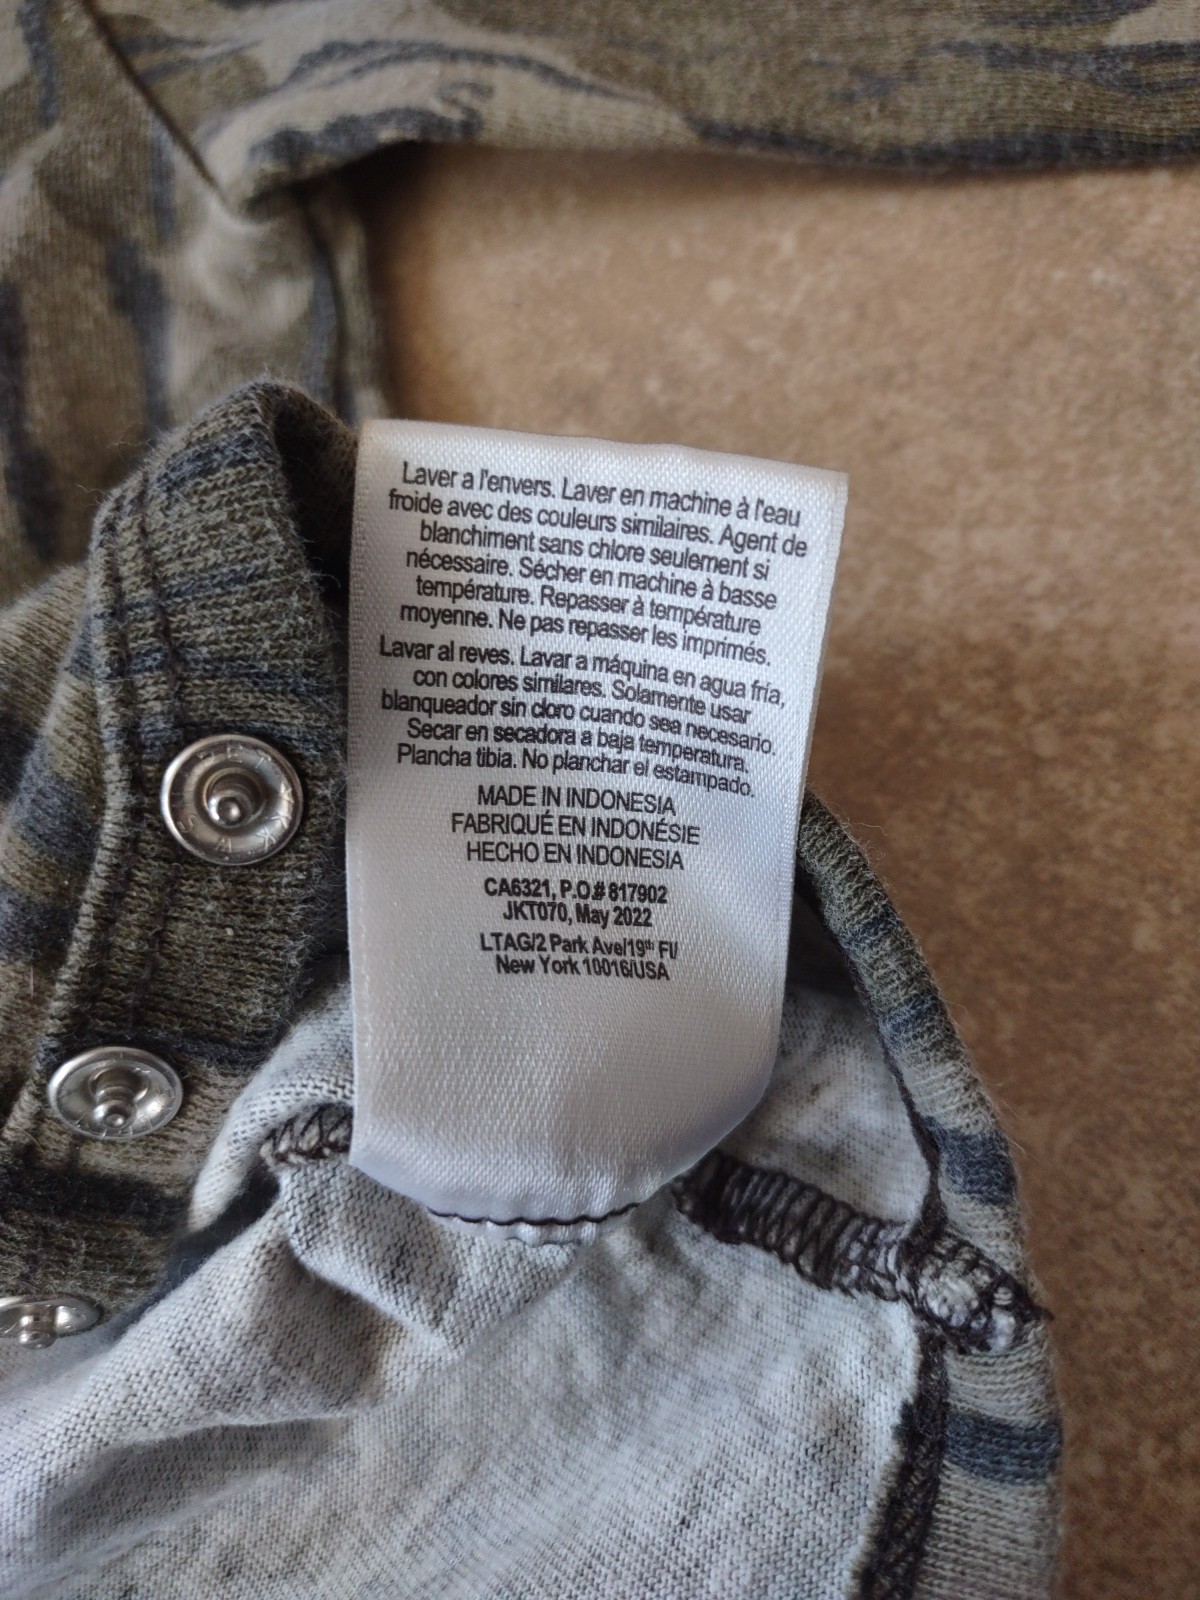 Laver a l'envers. Laver en machine à l'eau
froide avec des couleurs similaires. Agent de
blanchiment sans chlore seulement si
nécessaire. Sécher en machine à basse
température. Repasser à température
moyenne. Ne pas repasser les imprimés.
Lavar al reves. Lavar a máquina en agua fría,
con colores similares. Solamente usar
blanqueador sin cloro cuando sea necesario.
Secar en secadora a baja temperatura.
Plancha tibia. No planchar el estampado.
MADE IN INDONESIA
FABRIQUÉ EN INDONÉSIE
HECHO EN INDONESIA
CA6321, P.O.# 817902
JKT070, May 2022
LTAG/2 Park Ave/19th Fl/
New York 10016/USA